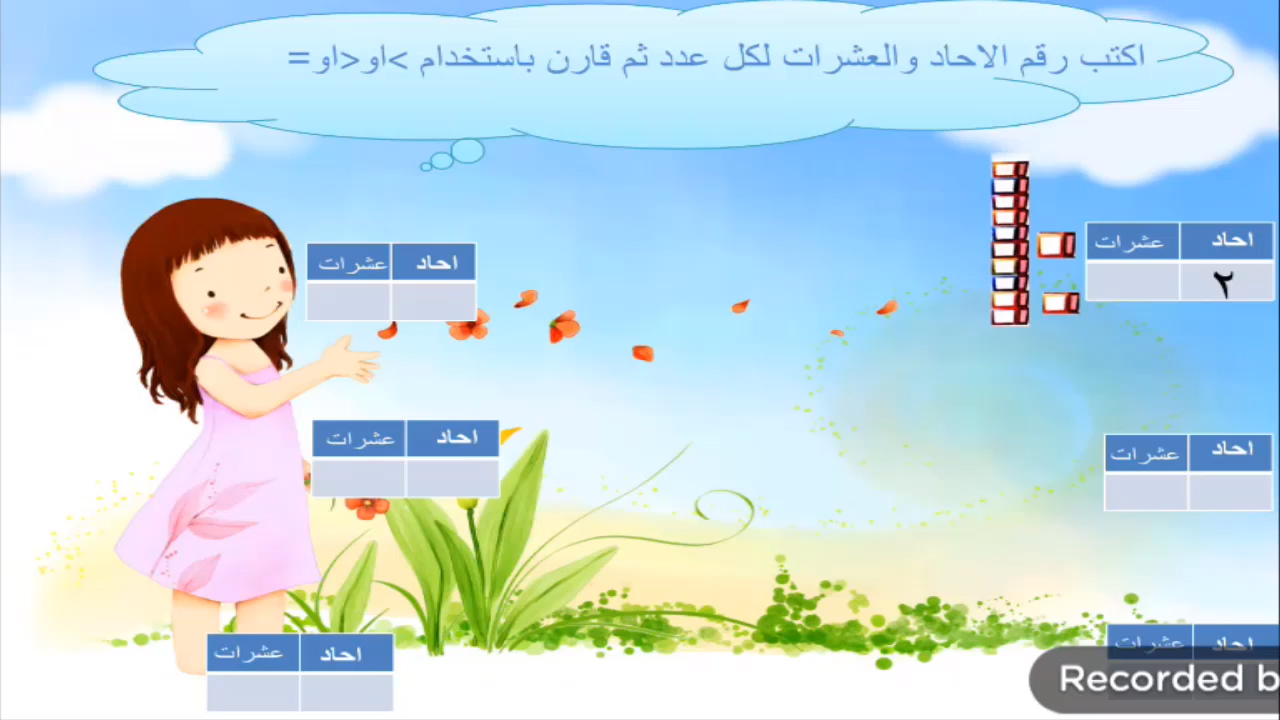 اكتب رقم الاحاد والعشرات لكل عدد ثم قارن باستخدام >او<او=
احاد عشرات
٢
احاد عشرات
احاد عشرات
احاد عشرات
احاد عشرات
احاد عشرات
Recorded b